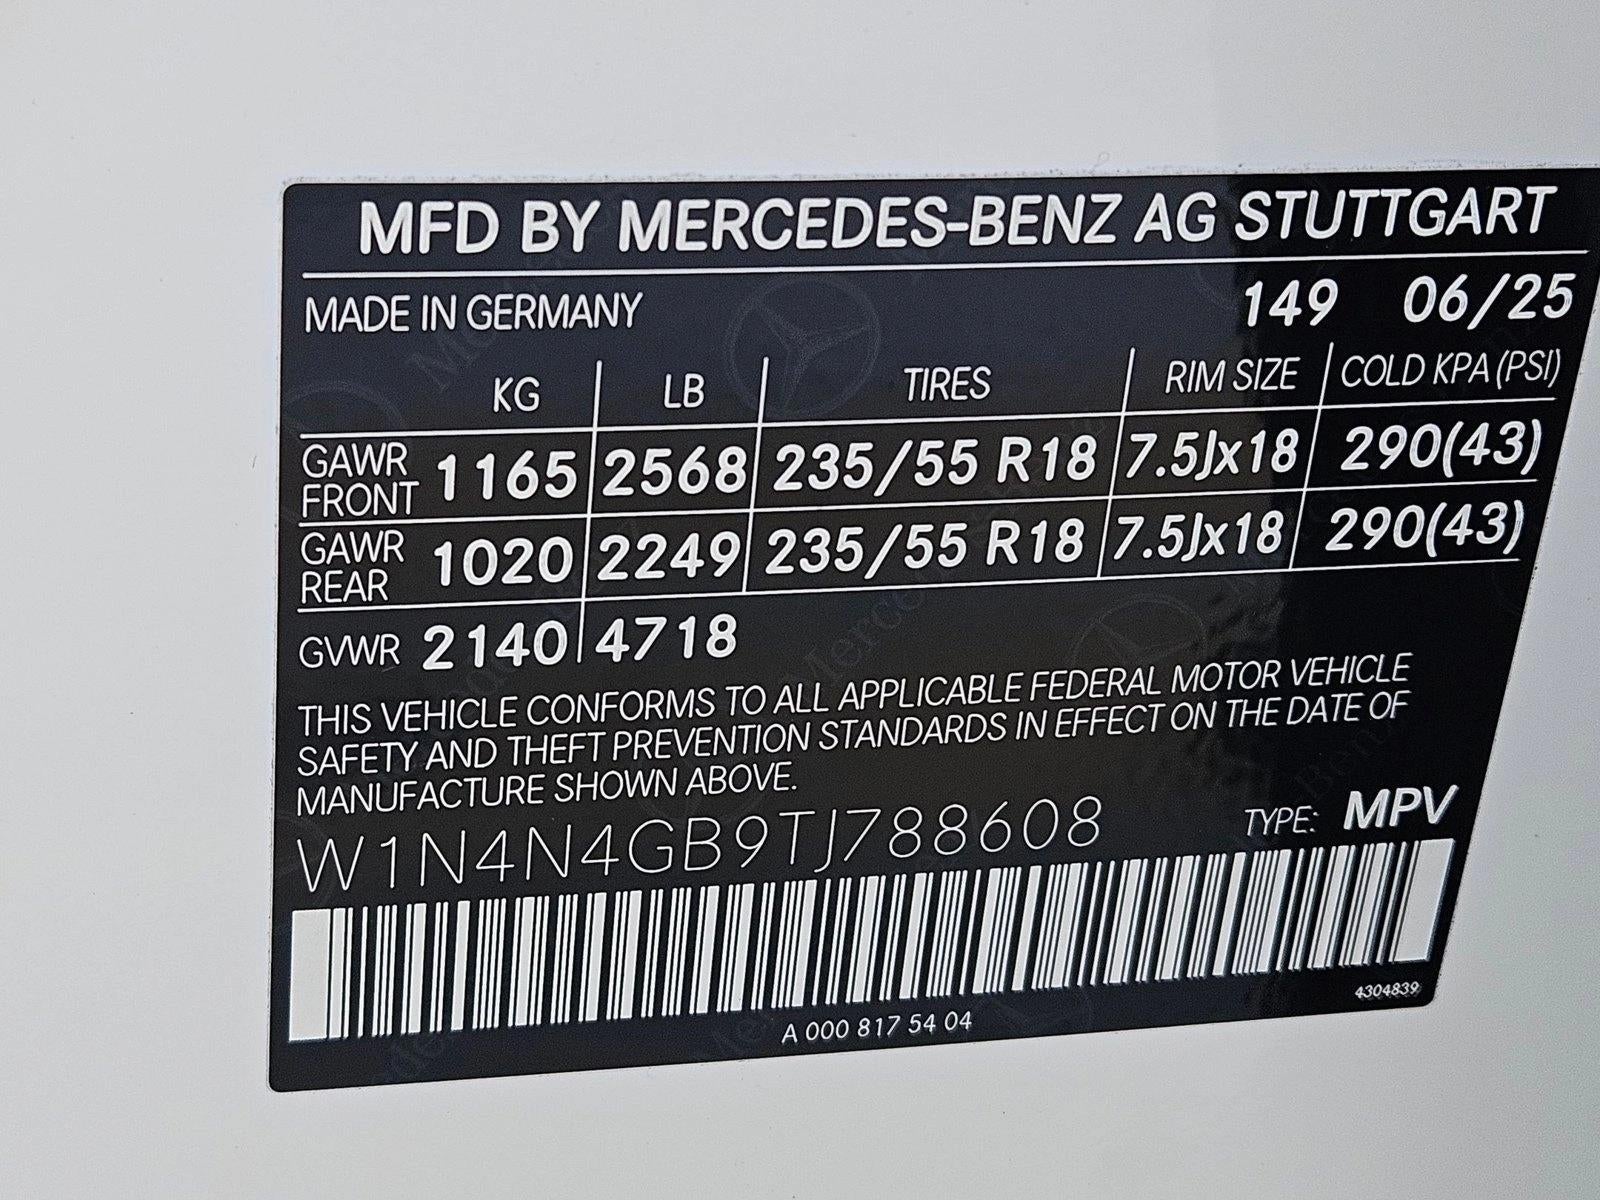 MFD BY MERCEDES-BENZ AG STUTTGART
MADE IN GERMANY 149 06/25
KG LB TIRES RIM SIZE COLD KPA (PSI)
GAWR FRONT 1165 2568 235/55 R18 7.5Jx18 290(43)
GAWR REAR 1020 2249 235/55 R18 7.5Jx18 290(43)
GVWR 2140 4718
THIS VEHICLE CONFORMS TO ALL APPLICABLE FEDERAL MOTOR VEHICLE
SAFETY AND THEFT PREVENTION STANDARDS IN EFFECT ON THE DATE OF
MANUFACTURE SHOWN ABOVE.
W1N4N4GB9TJ788608 TYPE: MPV
4304839
A 000 817 54 04